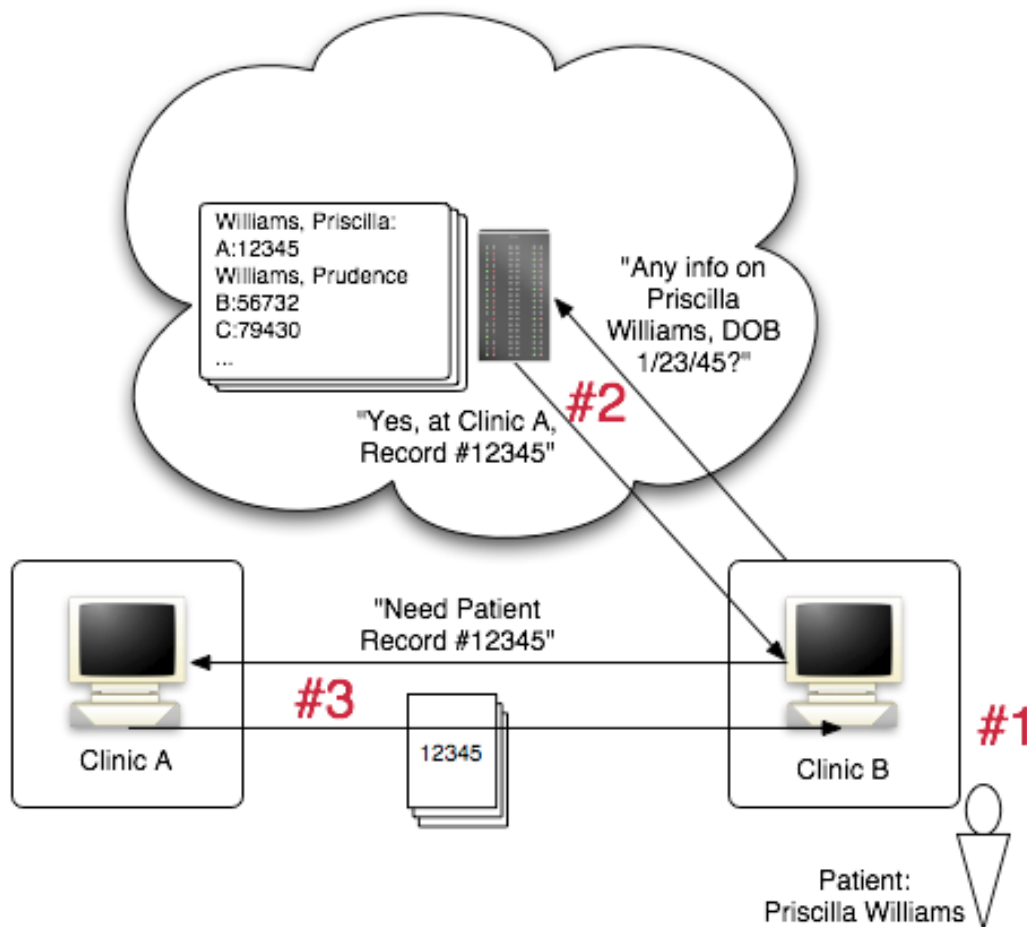 Williams, Priscilla:
A:12345
Williams, Prudence
B:56732
C:79430
...
"Any info on
Priscilla
Williams, DOB
1/23/45?"
#2
"Yes, at Clinic A,
Record #12345"
"Need Patient
Record #12345"
#3
12345
Clinic A
Clinic B
#1
Patient:
Priscilla Williams